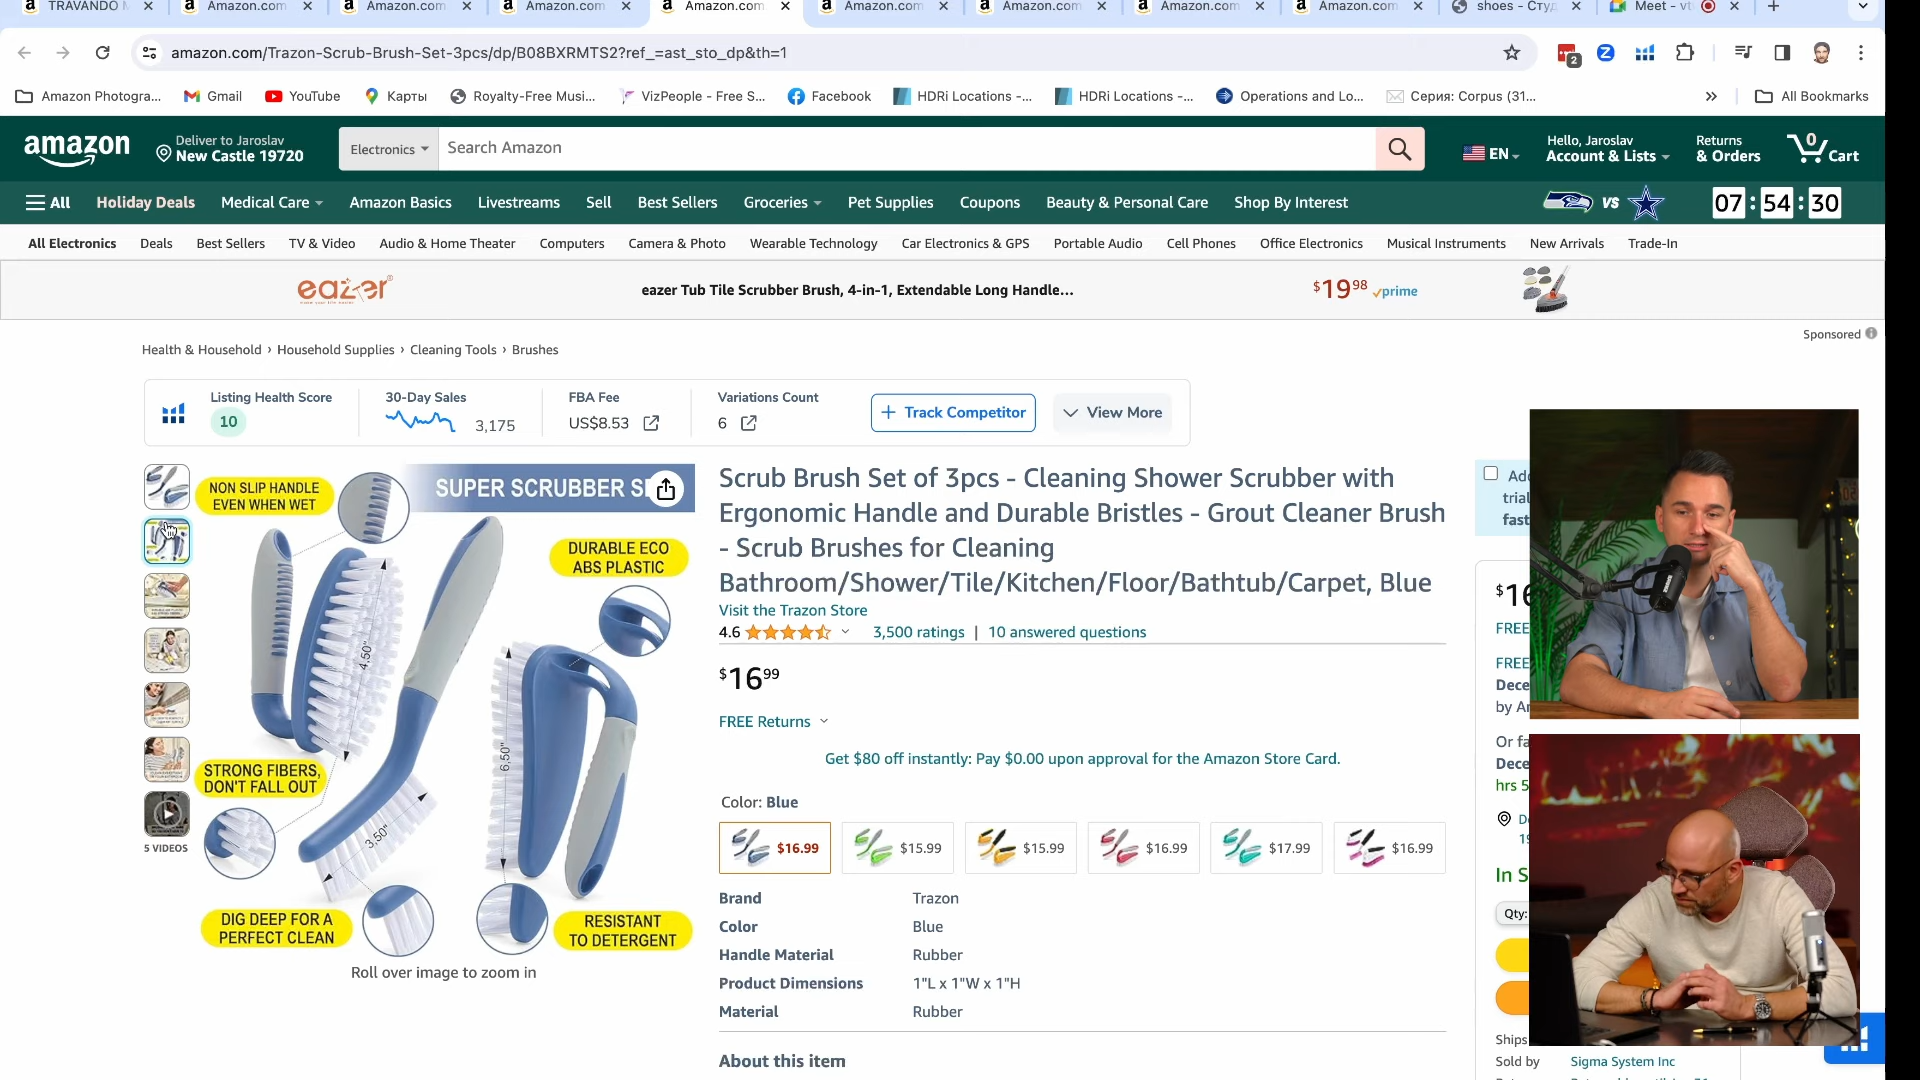 TRAVANDO M
Amazon.com
Amazon.com
Amazon.com
Amazon.com
Amazon.com
Amazon.com
Amazon.com
Amazon.com
shoes - Сту
Meet - vt
amazon.com/Trazon-Scrub-Brush-Set-3pcs/dp/B08BXRMTS2?ref_=ast_sto_dp&th=1
2
Amazon Photogra...
Gmail
YouTube
Карты
Royalty-Free Musi...
VizPeople - Free S...
Facebook
HDRi Locations -...
HDRi Locations -...
Operations and Lo...
Серия: Corpus (31...
All Bookmarks
amazon
Deliver to Jaroslav
New Castle 19720
Electronics
Search Amazon
EN
Hello, Jaroslav
Account & Lists
Returns
& Orders
0
Cart
All
Holiday Deals
Medical Care
Amazon Basics
Livestreams
Sell
Best Sellers
Groceries
Pet Supplies
Coupons
Beauty & Personal Care
Shop By Interest
VS
07 : 54 : 30
All Electronics
Deals
Best Sellers
TV & Video
Audio & Home Theater
Computers
Camera & Photo
Wearable Technology
Car Electronics & GPS
Portable Audio
Cell Phones
Office Electronics
Musical Instruments
New Arrivals
Trade-In
eazer
eazer Tub Tile Scrubber Brush, 4-in-1, Extendable Long Handle...
$19 98 prime
Sponsored
Health & Household › Household Supplies › Cleaning Tools › Brushes
Listing Health Score
10
30-Day Sales
3,175
FBA Fee
US$8.53
Variations Count
6
+ Track Competitor
View More
NON SLIP HANDLE
EVEN WHEN WET
SUPER SCRUBBER SE
DURABLE ECO
ABS PLASTIC
4,50"
6,50"
3,50"
STRONG FIBERS,
DON'T FALL OUT
DIG DEEP FOR A
PERFECT CLEAN
RESISTANT
TO DETERGENT
5 VIDEOS
Roll over image to zoom in
Scrub Brush Set of 3pcs - Cleaning Shower Scrubber with
Ergonomic Handle and Durable Bristles - Grout Cleaner Brush
- Scrub Brushes for Cleaning
Bathroom/Shower/Tile/Kitchen/Floor/Bathtub/Carpet, Blue
Visit the Trazon Store
4.6
3,500 ratings | 10 answered questions
$16 99
FREE Returns
Get $80 off instantly: Pay $0.00 upon approval for the Amazon Store Card.
Color: Blue
$16.99
$15.99
$15.99
$16.99
$17.99
$16.99
Brand Trazon
Color Blue
Handle Material Rubber
Product Dimensions 1"L x 1"W x 1"H
Material Rubber
About this item
Add
trial
fast
$16
FREE
FREE
Dece
by Ar
Or fa
Dece
hrs 5
De
19
In S
Qty:
Ships
Sold by Sigma System Inc